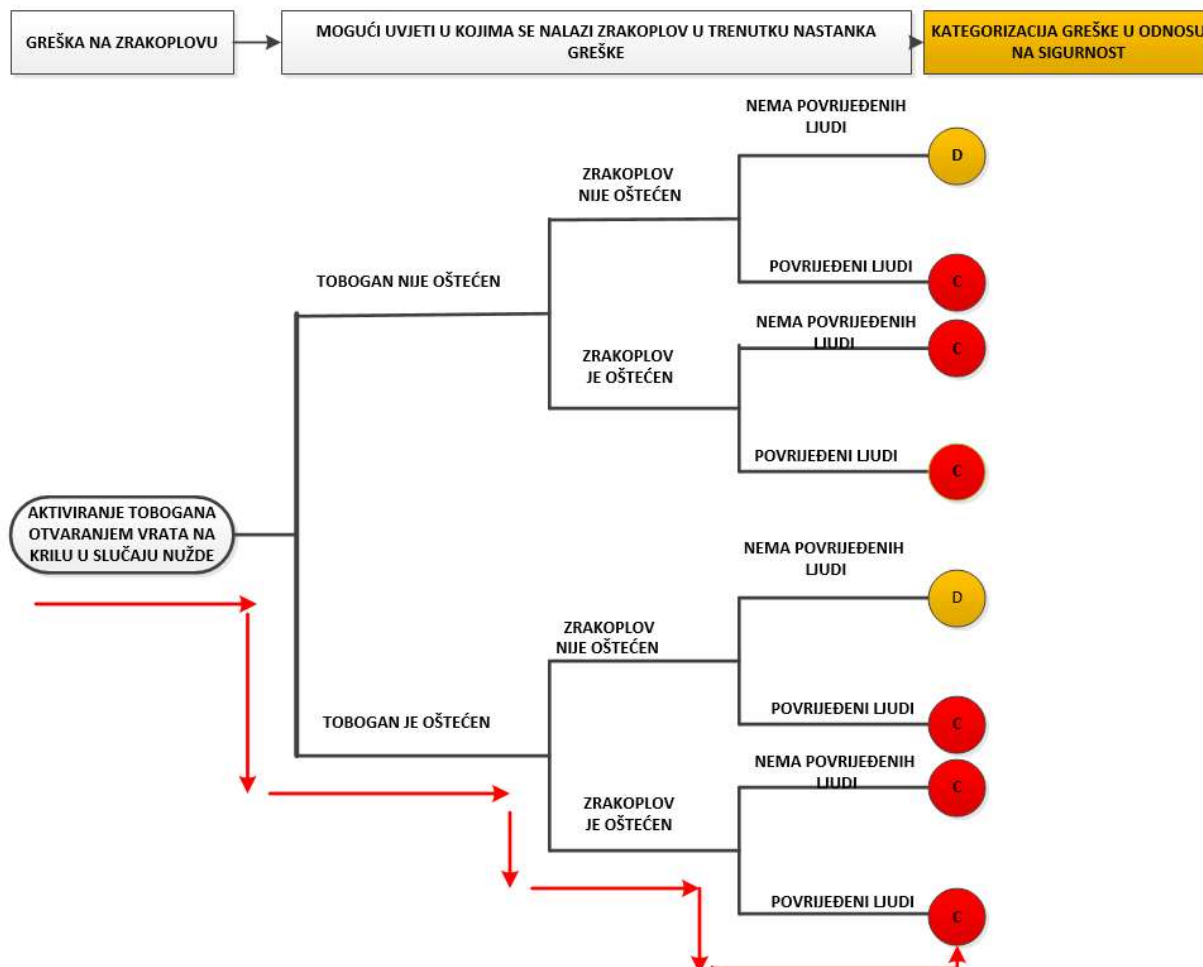 GREŠKA NA ZRAKOPLOVU
MOGUĆI UVJETI U KOJIMA SE NALAZI ZRAKOPLOV U TRENUTKU NASTANKA
GREŠKE
KATEGORIZACIJA GREŠKE U ODNOSU
NA SIGURNOST
NEMA POVRIJEĐENIH
LJUDI
D
ZRAKOPLOV
NIJE OŠTEĆEN
POVRIJEĐENI LJUDI
C
TOBOGAN NIJE OŠTEĆEN
NEMA POVRIJEĐENIH
LJUDI
C
ZRAKOPLOV
JE OŠTEĆEN
POVRIJEĐENI LJUDI
C
AKTIVIRANJE TOBOGANA
OTVARANJEM VRATA NA
KRILU U SLUČAJU NUŽDE
NEMA POVRIJEĐENIH
LJUDI
D
ZRAKOPLOV
NIJE OŠTEĆEN
POVRIJEĐENI LJUDI
C
TOBOGAN JE OŠTEĆEN
NEMA POVRIJEĐENIH
LJUDI
C
ZRAKOPLOV
JE OŠTEĆEN
POVRIJEĐENI LJUDI
C